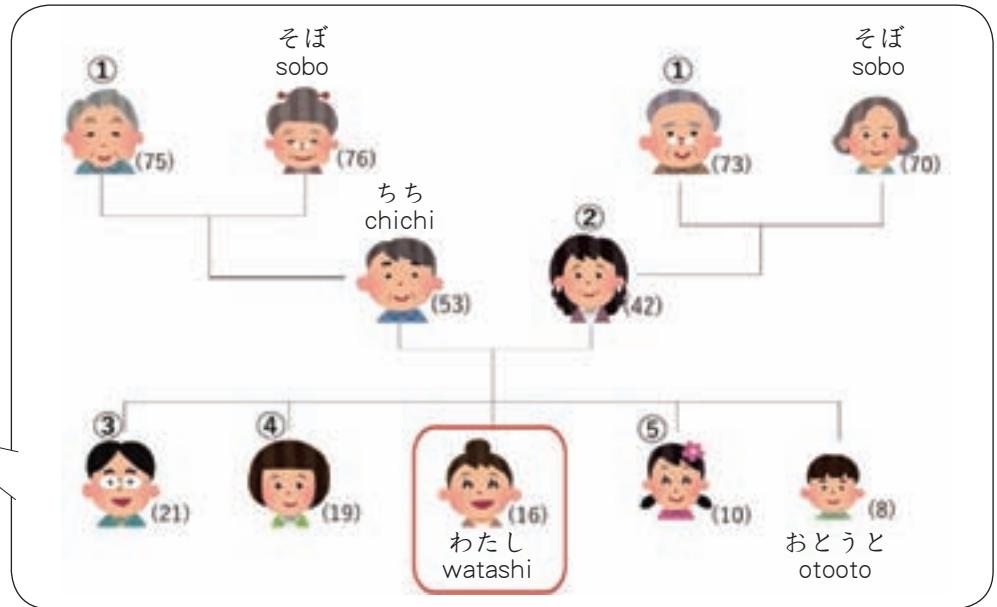 そぼ
sobo
そぼ
sobo
①
(75)
(76)
①
(73)
(70)
ちち
chichi
(53)
②
(42)
③
(21)
④
(19)
(16)
わたし
watashi
⑤
(10)
(8)
おとうと
otooto